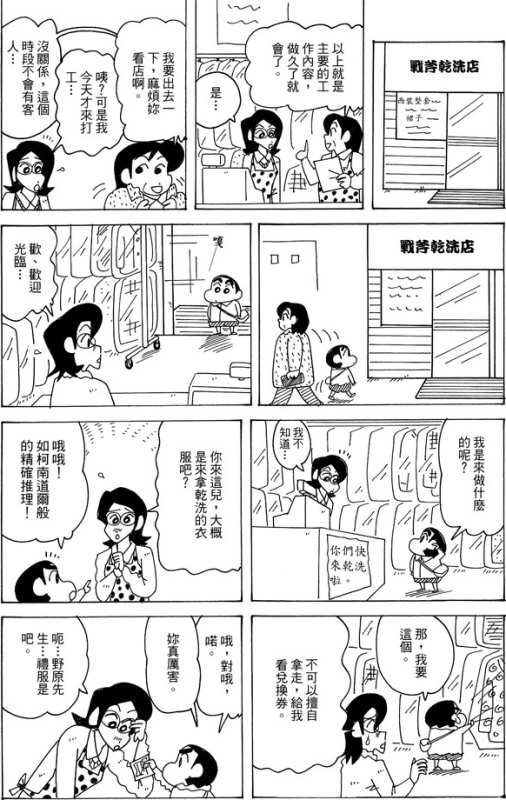 戰斧乾洗店
西裝整套
裙子
以上就是
主要的工
作內容，
做久了就
會了。
是…
我要出去一
下，麻煩妳
看店啊。
咦？可是我
今天才來打
工…
沒關係，這個
時段不會有客
人…
戰斧乾洗店
嘎
歡、歡迎
光臨…
我是來做什麼
的呢？
我不
知道…
你們快
來乾洗
啦。
你來這兒，大概
是來拿乾洗的衣
服吧？
哦哦！
如柯南道爾般
的精確推理！
那，我要
這個。
不可以擅自
拿走，給我
看兌換券。
哦，對哦，
喏。
妳真厲害。
呃…野原先
生…禮服是
吧。